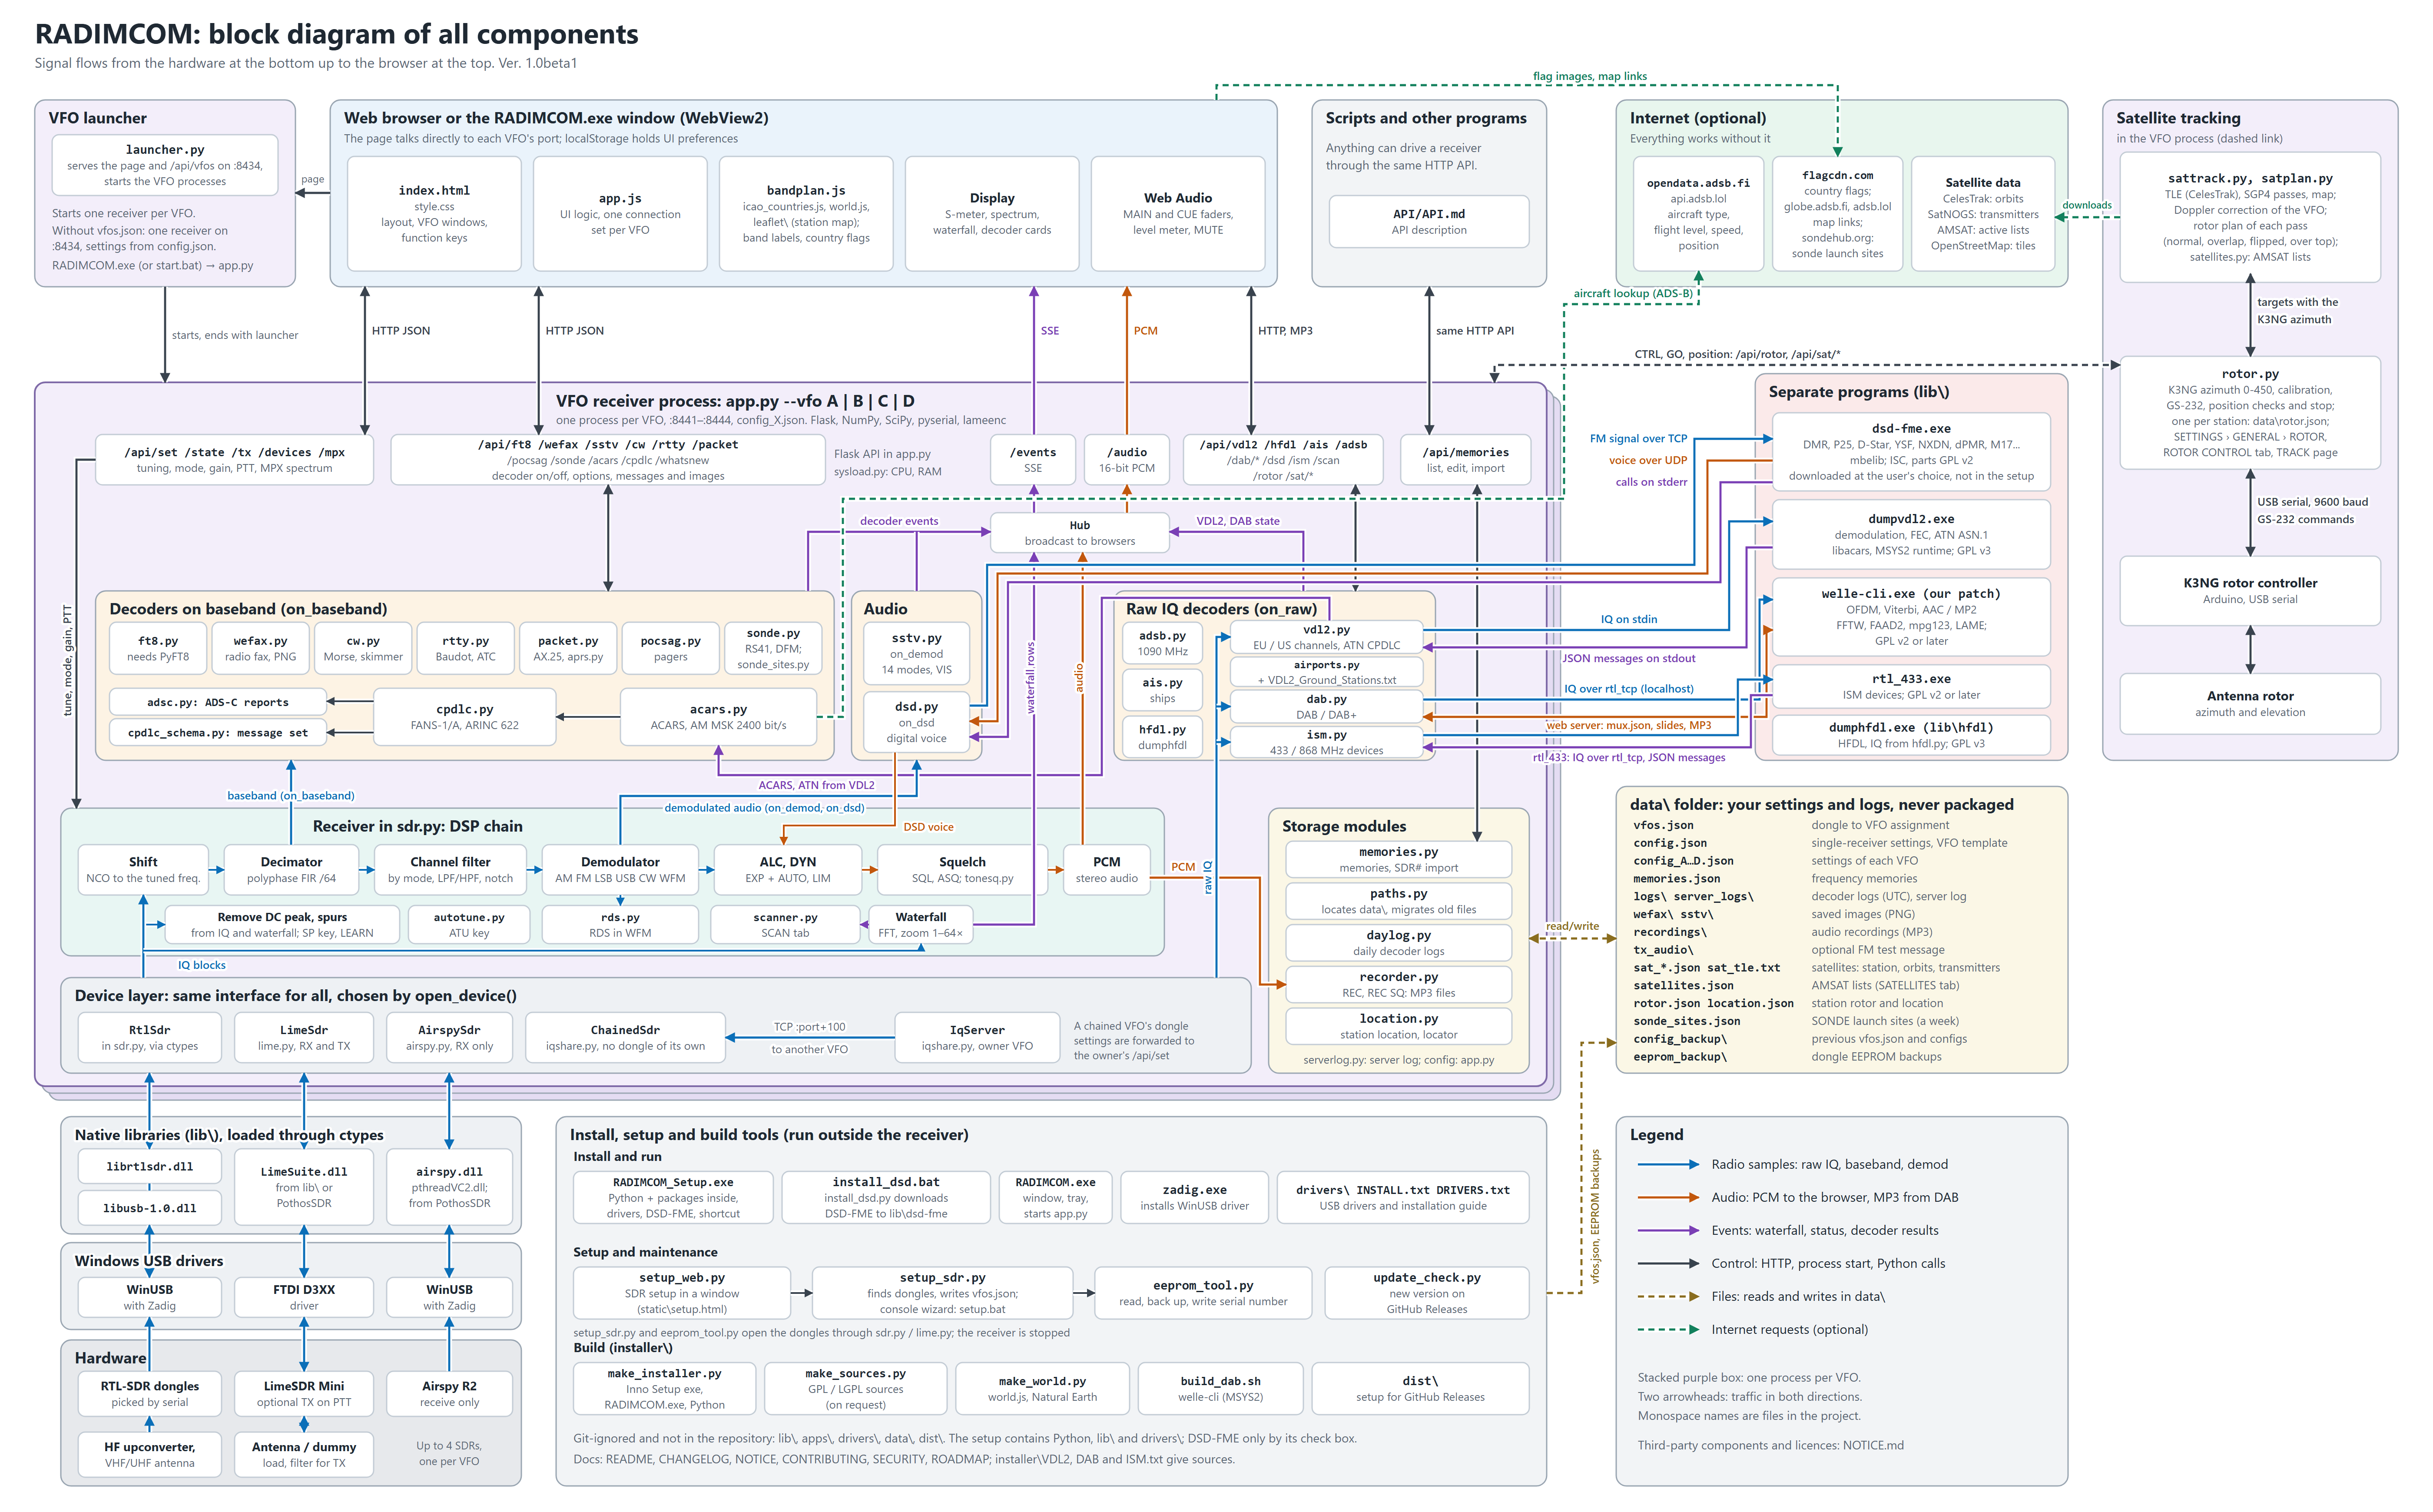 RADIMCOM: block diagram of all components
Signal flows from the hardware at the bottom up to the browser at the top. Ver. 1.0beta1
flag images, map links
VFO launcher
launcher.py
serves the page and /api/vfos on :8434,
starts the VFO processes
Starts one receiver per VFO.
Without vfos.json: one receiver on
:8434, settings from config.json.
RADIMCOM.exe (or start.bat) → app.py
page
Web browser or the RADIMCOM.exe window (WebView2)
The page talks directly to each VFO's port; localStorage holds UI preferences
index.html
style.css
layout, VFO windows,
function keys
app.js
UI logic, one connection
set per VFO
bandplan.js
icao_countries.js, world.js,
leaflet\ (station map);
band labels, country flags
Display
S-meter, spectrum,
waterfall, decoder cards
Web Audio
MAIN and CUE faders,
level meter, MUTE
Scripts and other programs
Anything can drive a receiver
through the same HTTP API.
API/API.md
API description
Internet (optional)
Everything works without it
opendata.adsb.fi
api.adsb.lol
aircraft type,
flight level, speed,
position
flagcdn.com
country flags;
globe.adsb.fi, adsb.lol
map links;
sondehub.org:
sonde launch sites
Satellite data
CelesTrak: orbits
SatNOGS: transmitters
AMSAT: active lists
OpenStreetMap: tiles
downloads
Satellite tracking
in the VFO process (dashed link)
sattrack.py, satplan.py
TLE (CelesTrak), SGP4 passes, map;
Doppler correction of the VFO;
rotor plan of each pass
(normal, overlap, flipped, over top);
satellites.py: AMSAT lists
targets with the
K3NG azimuth
rotor.py
K3NG azimuth 0-450, calibration,
GS-232, position checks and stop;
one per station: data\rotor.json;
SETTINGS › GENERAL › ROTOR,
ROTOR CONTROL tab, TRACK page
USB serial, 9600 baud
GS-232 commands
K3NG rotor controller
Arduino, USB serial
Antenna rotor
azimuth and elevation
starts, ends with launcher
HTTP JSON
HTTP JSON
SSE
PCM
HTTP, MP3
same HTTP API
aircraft lookup (ADS-B)
CTRL, GO, position: /api/rotor, /api/sat/*
VFO receiver process: app.py --vfo A | B | C | D
one process per VFO, :8441–:8444, config_X.json. Flask, NumPy, SciPy, pyserial, lameenc
/api/set /state /tx /devices /mpx
tuning, mode, gain, PTT, MPX spectrum
/api/ft8 /wefax /sstv /cw /rtty /packet
/pocsag /sonde /acars /cpdlc /whatsnew
decoder on/off, options, messages and images
Flask API in app.py
sysload.py: CPU, RAM
/events
SSE
/audio
16-bit PCM
/api/vdl2 /hfdl /ais /adsb
/dab/* /dsd /ism /scan
/rotor /sat/*
/api/memories
list, edit, import
decoder events
Hub
broadcast to browsers
VDL2, DAB state
tune, mode, gain, PTT
Decoders on baseband (on_baseband)
ft8.py
needs PyFT8
wefax.py
radio fax, PNG
cw.py
Morse, skimmer
rtty.py
Baudot, ATC
packet.py
AX.25, aprs.py
pocsag.py
pagers
sonde.py
RS41, DFM;
sonde_sites.py
adsc.py: ADS-C reports
cpdlc_schema.py: message set
cpdlc.py
FANS-1/A, ARINC 622
acars.py
ACARS, AM MSK 2400 bit/s
Audio
sstv.py
on_demod
14 modes, VIS
dsd.py
on_dsd
digital voice
waterfall rows
audio
Raw IQ decoders (on_raw)
adsb.py
1090 MHz
ais.py
ships
hfdl.py
dumphfdl
vdl2.py
EU / US channels, ATN CPDLC
airports.py
+ VDL2_Ground_Stations.txt
dab.py
DAB / DAB+
ism.py
433 / 868 MHz devices
FM signal over TCP
voice over UDP
calls on stderr
IQ on stdin
JSON messages on stdout
IQ over rtl_tcp (localhost)
web server: mux.json, slides, MP3
rtl_433: IQ over rtl_tcp, JSON messages
Separate programs (lib\)
dsd-fme.exe
DMR, P25, D-Star, YSF, NXDN, dPMR, M17...
mbelib; ISC, parts GPL v2
downloaded at the user's choice, not in the setup
dumpvdl2.exe
demodulation, FEC, ATN ASN.1
libacars, MSYS2 runtime; GPL v3
welle-cli.exe (our patch)
OFDM, Viterbi, AAC / MP2
FFTW, FAAD2, mpg123, LAME;
GPL v2 or later
rtl_433.exe
ISM devices; GPL v2 or later
dumphfdl.exe (lib\hfdl)
HFDL, IQ from hfdl.py; GPL v3
ACARS, ATN from VDL2
baseband (on_baseband)
demodulated audio (on_demod, on_dsd)
DSD voice
Receiver in sdr.py: DSP chain
Shift
NCO to the tuned freq.
Decimator
polyphase FIR /64
Channel filter
by mode, LPF/HPF, notch
Demodulator
AM FM LSB USB CW WFM
ALC, DYN
EXP + AUTO, LIM
Squelch
SQL, ASQ; tonesq.py
PCM
stereo audio
PCM
raw IQ
Remove DC peak, spurs
from IQ and waterfall; SP key, LEARN
autotune.py
ATU key
rds.py
RDS in WFM
scanner.py
SCAN tab
Waterfall
FFT, zoom 1–64×
IQ blocks
Storage modules
memories.py
memories, SDR# import
paths.py
locates data\, migrates old files
daylog.py
daily decoder logs
recorder.py
REC, REC SQ: MP3 files
location.py
station location, locator
serverlog.py: server log; config: app.py
read/write
data\ folder: your settings and logs, never packaged
vfos.json dongle to VFO assignment
config.json single-receiver settings, VFO template
config_A…D.json settings of each VFO
memories.json frequency memories
logs\ server_logs\ decoder logs (UTC), server log
wefax\ sstv\ saved images (PNG)
recordings\ audio recordings (MP3)
tx_audio\ optional FM test message
sat_*.json sat_tle.txt satellites: station, orbits, transmitters
satellites.json AMSAT lists (SATELLITES tab)
rotor.json location.json station rotor and location
sonde_sites.json SONDE launch sites (a week)
config_backup\ previous vfos.json and configs
eeprom_backup\ dongle EEPROM backups
Device layer: same interface for all, chosen by open_device()
RtlSdr
in sdr.py, via ctypes
LimeSdr
lime.py, RX and TX
AirspySdr
airspy.py, RX only
ChainedSdr
iqshare.py, no dongle of its own
TCP :port+100
to another VFO
IqServer
iqshare.py, owner VFO
A chained VFO's dongle
settings are forwarded to
the owner's /api/set
Native libraries (lib\), loaded through ctypes
librtlsdr.dll
libusb-1.0.dll
LimeSuite.dll
from lib\ or
PothosSDR
airspy.dll
pthreadVC2.dll;
from PothosSDR
Windows USB drivers
WinUSB
with Zadig
FTDI D3XX
driver
WinUSB
with Zadig
Hardware
RTL-SDR dongles
picked by serial
LimeSDR Mini
optional TX on PTT
Airspy R2
receive only
HF upconverter,
VHF/UHF antenna
Antenna / dummy
load, filter for TX
Up to 4 SDRs,
one per VFO
Install, setup and build tools (run outside the receiver)
Install and run
RADIMCOM_Setup.exe
Python + packages inside,
drivers, DSD-FME, shortcut
install_dsd.bat
install_dsd.py downloads
DSD-FME to lib\dsd-fme
RADIMCOM.exe
window, tray,
starts app.py
zadig.exe
installs WinUSB driver
drivers\ INSTALL.txt DRIVERS.txt
USB drivers and installation guide
Setup and maintenance
setup_web.py
SDR setup in a window
(static\setup.html)
setup_sdr.py
finds dongles, writes vfos.json;
console wizard: setup.bat
eeprom_tool.py
read, back up, write serial number
update_check.py
new version on
GitHub Releases
setup_sdr.py and eeprom_tool.py open the dongles through sdr.py / lime.py; the receiver is stopped
Build (installer\)
make_installer.py
Inno Setup exe,
RADIMCOM.exe, Python
make_sources.py
GPL / LGPL sources
(on request)
make_world.py
world.js, Natural Earth
build_dab.sh
welle-cli (MSYS2)
dist\
setup for GitHub Releases
Git-ignored and not in the repository: lib\, apps\, drivers\, data\, dist\. The setup contains Python, lib\ and drivers\; DSD-FME only by its check box.
Docs: README, CHANGELOG, NOTICE, CONTRIBUTING, SECURITY, ROADMAP; installer\VDL2, DAB and ISM.txt give sources.
vfos.json, EEPROM backups
Legend
Radio samples: raw IQ, baseband, demod
Audio: PCM to the browser, MP3 from DAB
Events: waterfall, status, decoder results
Control: HTTP, process start, Python calls
Files: reads and writes in data\
Internet requests (optional)
Stacked purple box: one process per VFO.
Two arrowheads: traffic in both directions.
Monospace names are files in the project.
Third-party components and licences: NOTICE.md